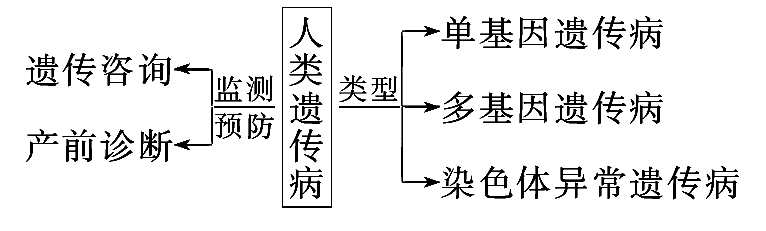 遗传咨询
产前诊断
监测
预防
人类遗传病
类型
单基因遗传病
多基因遗传病
染色体异常遗传病